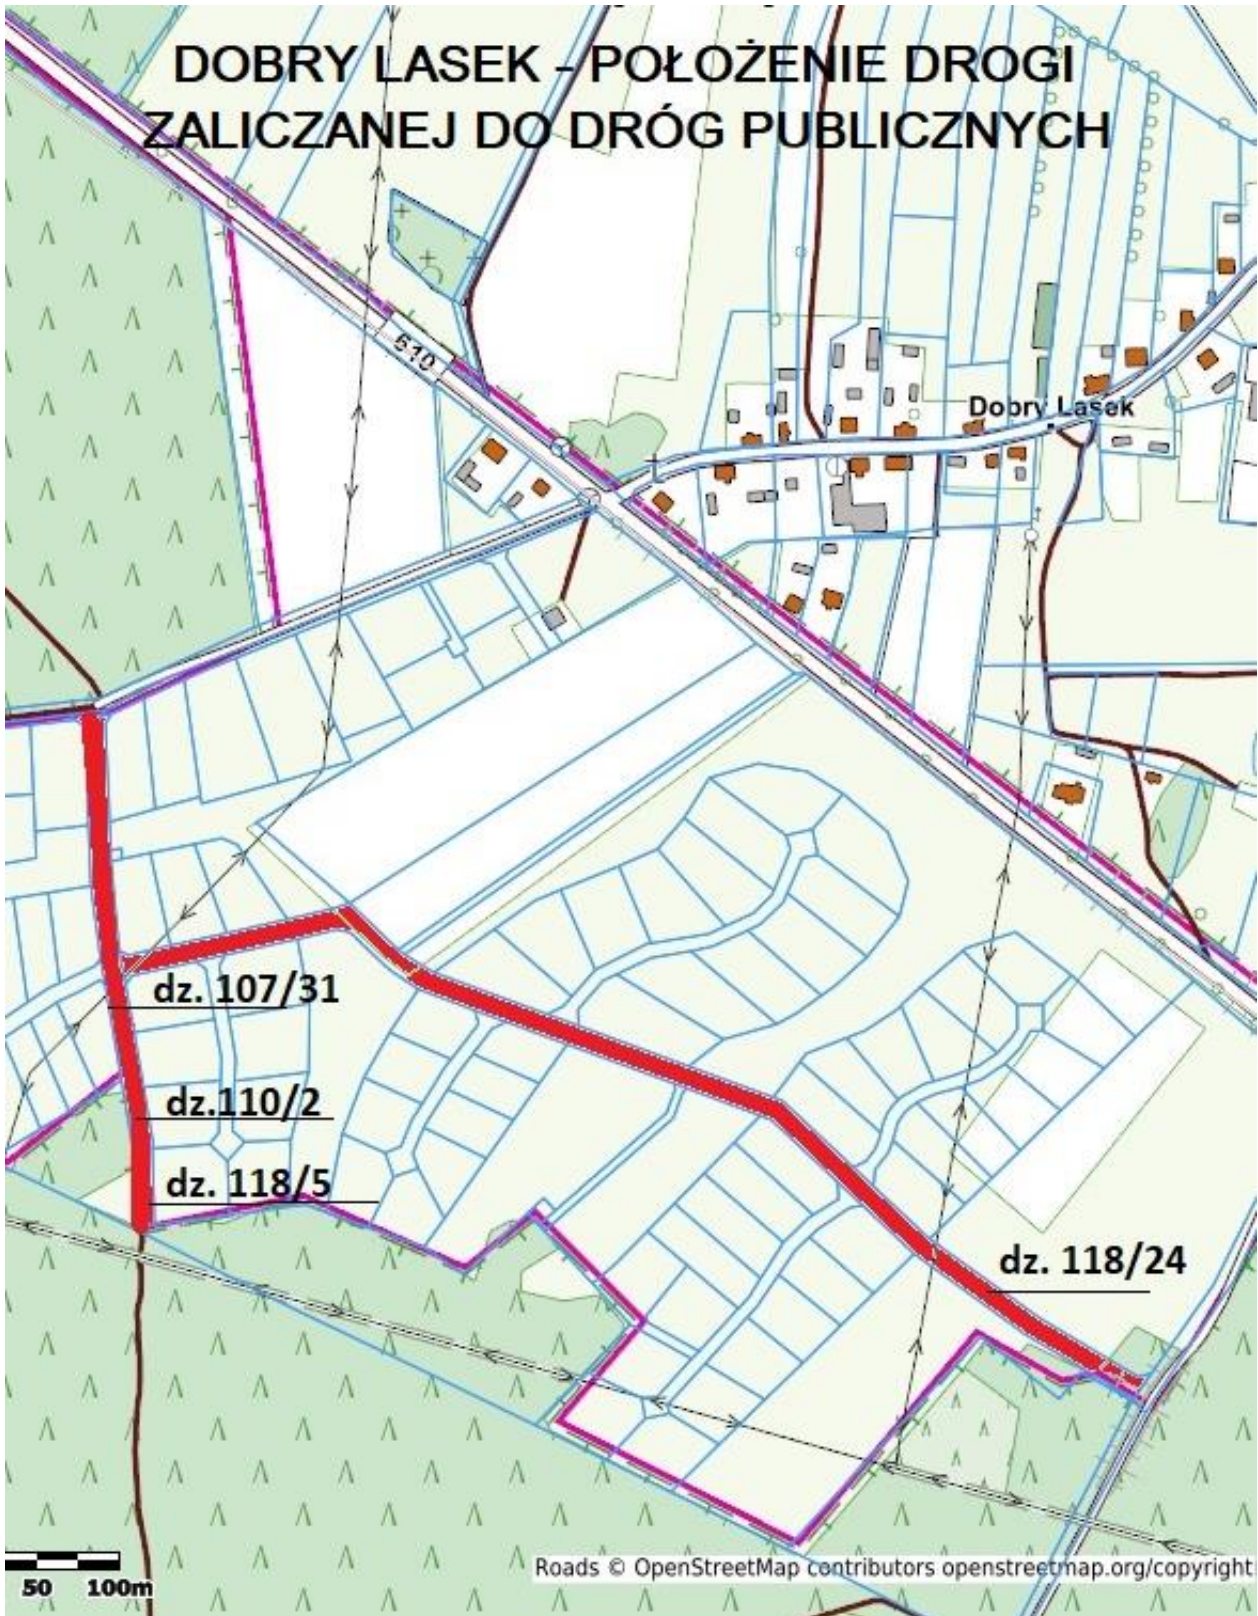 DOBRY LASEK - POŁOŻENIE DROGI
ZALICZANEJ DO DRÓG PUBLICZNYCH
610
Dobry Lasek
dz. 107/31
dz.110/2
dz. 118/5
dz. 118/24
50 100m
Roads © OpenStreetMap contributors openstreetmap.org/copyright